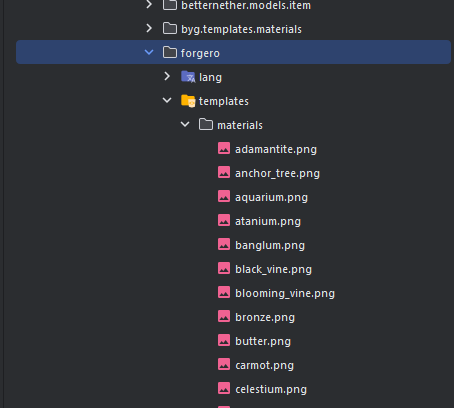 betternether.models.item
byg.templates.materials
forgero
lang
templates
materials
adamantite.png
anchor_tree.png
aquarium.png
atanium.png
banglum.png
black_vine.png
blooming_vine.png
bronze.png
butter.png
carmot.png
celestium.png